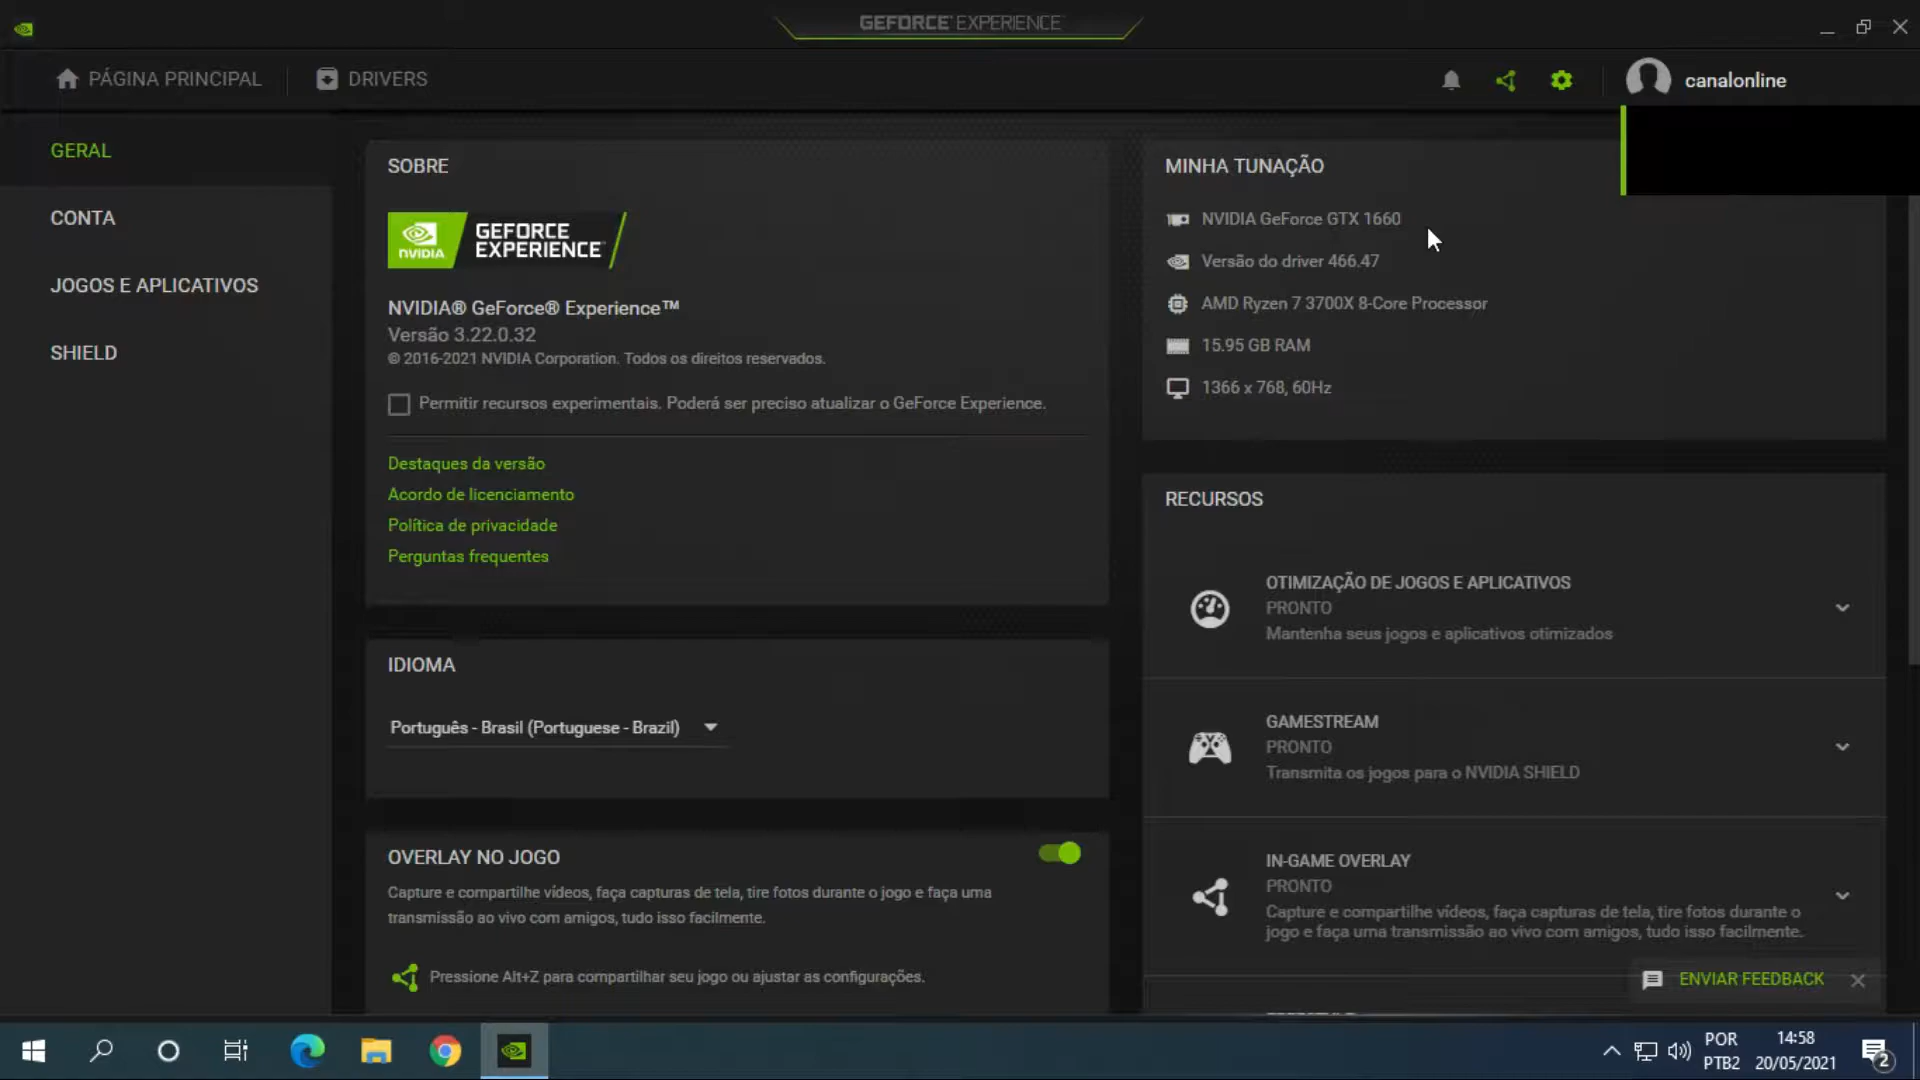 GEFORCE® EXPERIENCE
PÁGINA PRINCIPAL
DRIVERS
canalonline
GERAL
CONTA
JOGOS E APLICATIVOS
SHIELD
SOBRE
NVIDIA
GEFORCE
EXPERIENCE
NVIDIA® GeForce® Experience™
Versão 3.22.0.32
© 2016-2021 NVIDIA Corporation. Todos os direitos reservados.
Permitir recursos experimentais. Poderá ser preciso atualizar o GeForce Experience.
Destaques da versão
Acordo de licenciamento
Política de privacidade
Perguntas frequentes
IDIOMA
Português - Brasil (Portuguese - Brazil)
OVERLAY NO JOGO
Capture e compartilhe vídeos, faça capturas de tela, tire fotos durante o jogo e faça uma
transmissão ao vivo com amigos, tudo isso facilmente.
Pressione Alt+Z para compartilhar seu jogo ou ajustar as configurações.
MINHA TUNAÇÃO
NVIDIA GeForce GTX 1660
Versão do driver 466.47
AMD Ryzen 7 3700X 8-Core Processor
15.95 GB RAM
1366 x 768, 60Hz
RECURSOS
OTIMIZAÇÃO DE JOGOS E APLICATIVOS
PRONTO
Mantenha seus jogos e aplicativos otimizados
GAMESTREAM
PRONTO
Transmita os jogos para o NVIDIA SHIELD
IN-GAME OVERLAY
PRONTO
Capture e compartilhe vídeos, faça capturas de tela, tire fotos durante o
jogo e faça uma transmissão ao vivo com amigos, tudo isso facilmente.
ENVIAR FEEDBACK
POR
PTB2
14:58
20/05/2021
2